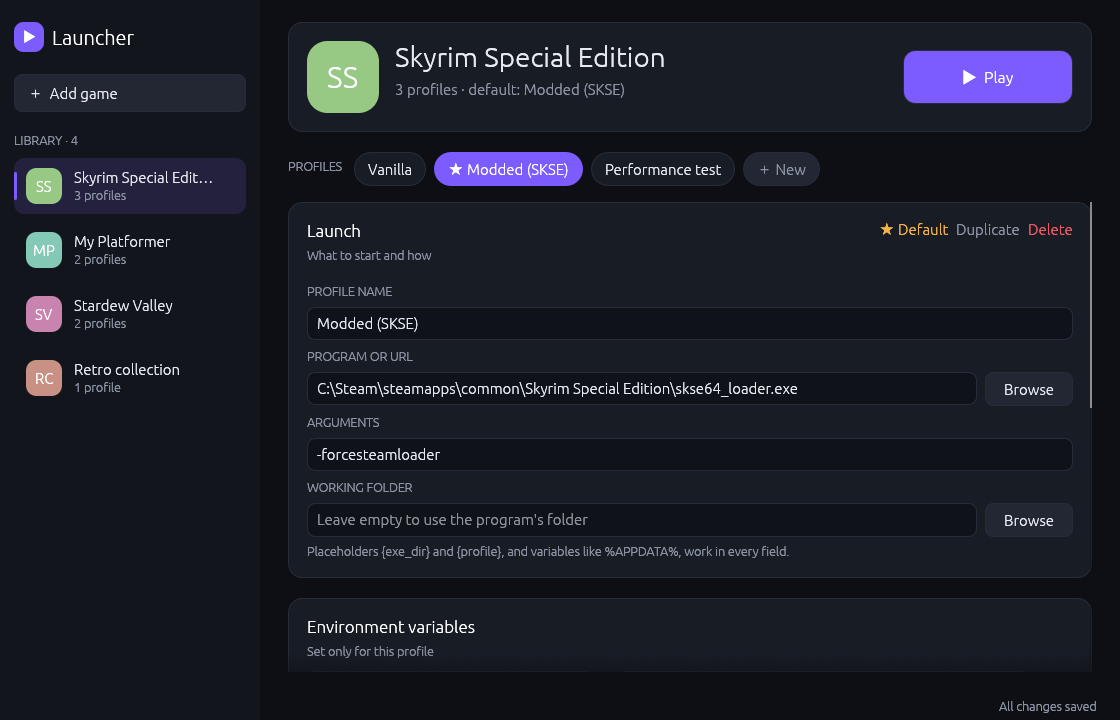 Launcher
+ Add game
LIBRARY · 4
SS
Skyrim Special Edit...
3 profiles
MP
My Platformer
2 profiles
SV
Stardew Valley
2 profiles
RC
Retro collection
1 profile
SS
Skyrim Special Edition
3 profiles · default: Modded (SKSE)
▶ Play
PROFILES
Vanilla
★ Modded (SKSE)
Performance test
+ New
Launch
★ Default Duplicate Delete
What to start and how
PROFILE NAME
Modded (SKSE)
PROGRAM OR URL
C:\Steam\steamapps\common\Skyrim Special Edition\skse64_loader.exe
Browse
ARGUMENTS
-forcesteamloader
WORKING FOLDER
Leave empty to use the program's folder
Browse
Placeholders {exe_dir} and {profile}, and variables like %APPDATA%, work in every field.
Environment variables
Set only for this profile
All changes saved